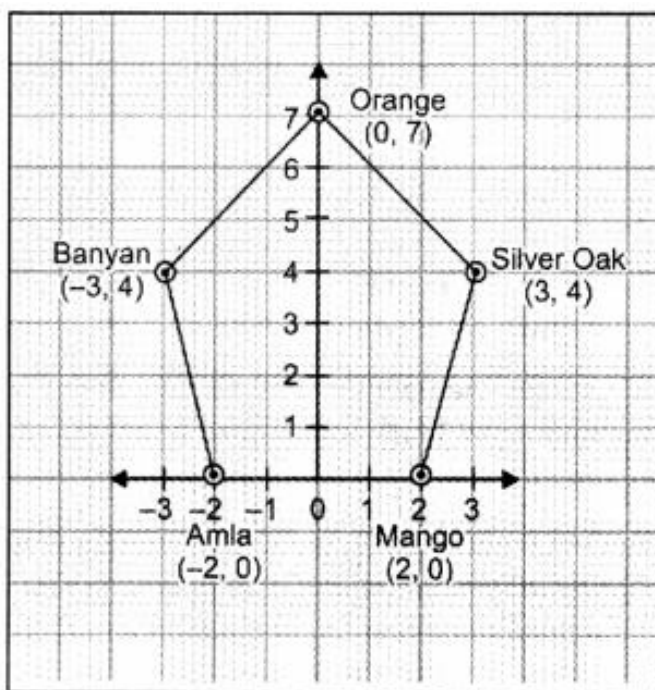 Orange
(0, 7)
7
6
5
Banyan
(–3, 4)
4
Silver Oak
(3, 4)
3
2
1
–3 –2 –1 0 1 2 3
Amla
(–2, 0)
Mango
(2, 0)